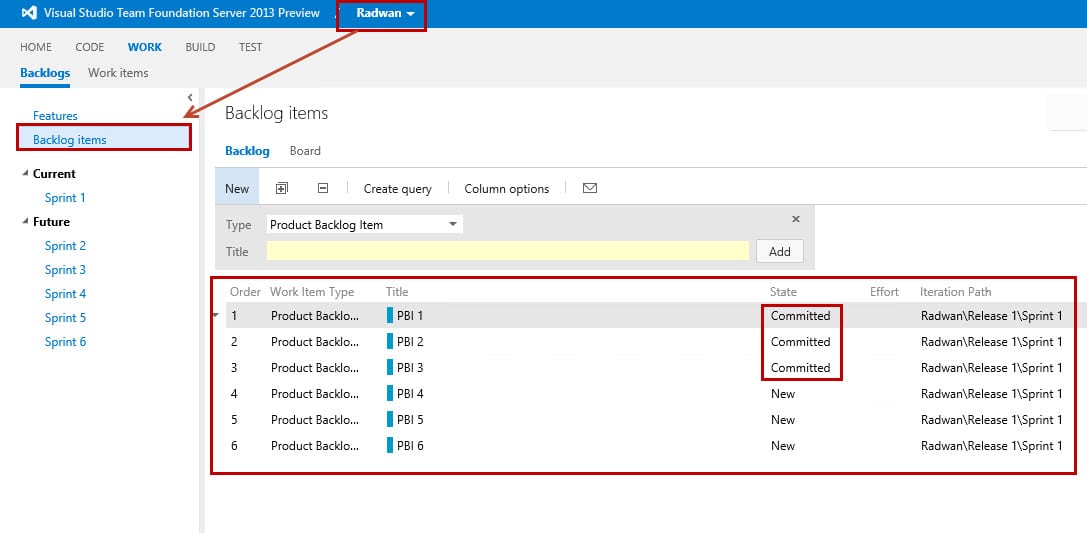 Visual Studio Team Foundation Server 2013 Preview / Radwan
HOME CODE WORK BUILD TEST
Backlogs Work items
Features
Backlog items
Current
Sprint 1
Future
Sprint 2
Sprint 3
Sprint 4
Sprint 5
Sprint 6
Backlog items
Backlog Board
New Create query Column options
Type Product Backlog Item
Title Add
Order Work Item Type Title State Effort Iteration Path
1 Product Backlo... PBI 1 Committed Radwan\Release 1\Sprint 1
2 Product Backlo... PBI 2 Committed Radwan\Release 1\Sprint 1
3 Product Backlo... PBI 3 Committed Radwan\Release 1\Sprint 1
4 Product Backlo... PBI 4 New Radwan\Release 1\Sprint 1
5 Product Backlo... PBI 5 New Radwan\Release 1\Sprint 1
6 Product Backlo... PBI 6 New Radwan\Release 1\Sprint 1